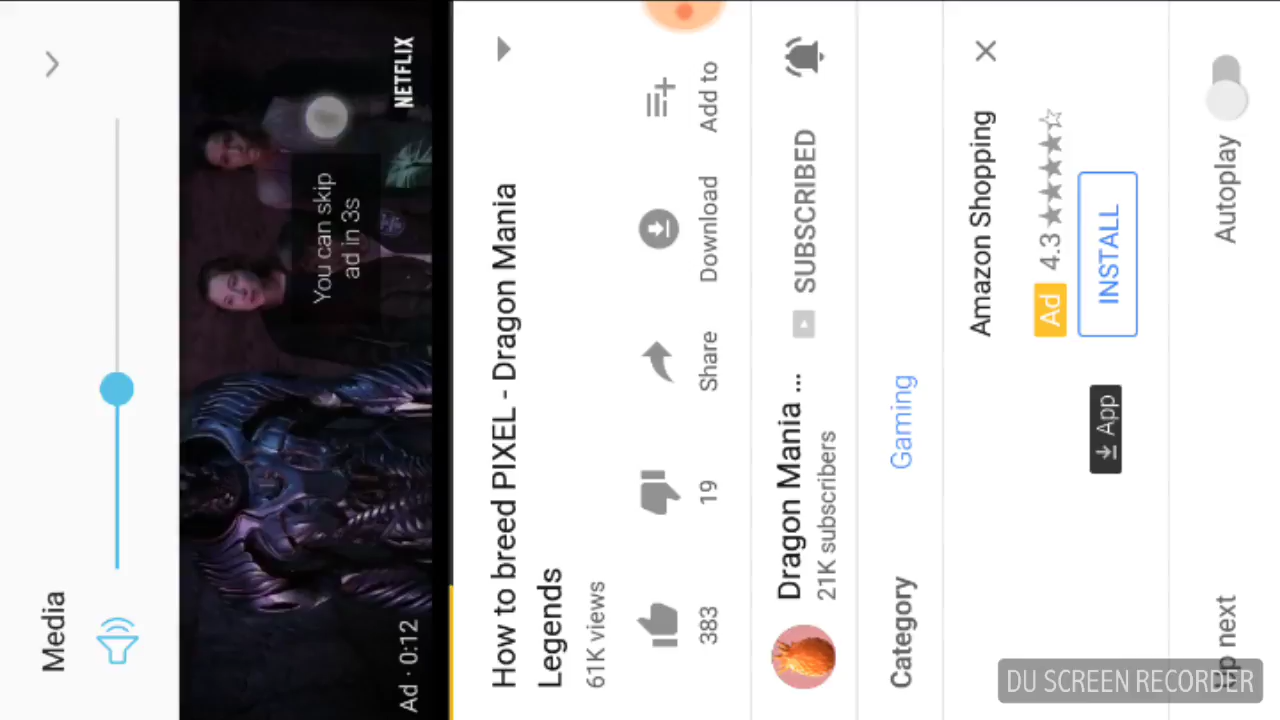 Media
NETFLIX
You can skip
ad in 3s
Ad · 0:12
How to breed PIXEL - Dragon Mania
Legends
61K views
383
19
Share
Download
Add to
Dragon Mania ...
21K subscribers
SUBSCRIBED
Category
Gaming
Amazon Shopping
Ad 4.3
INSTALL
App
Up next
Autoplay
DU SCREEN RECORDER